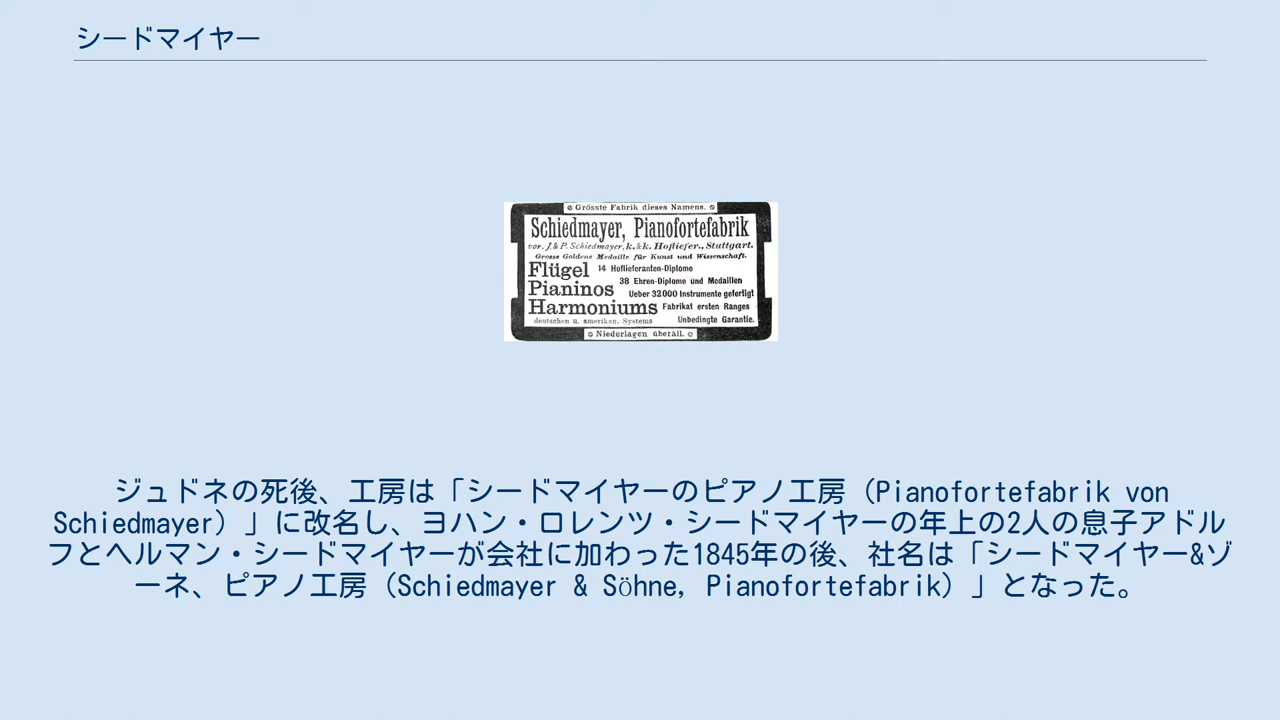 シードマイヤー
Grösste Fabrik dieses Namens.
Schiedmayer, Pianofortefabrik
vor. J. & P. Schiedmayer, k. & k. Hofliefer., Stuttgart.
Grosse Goldene Medaille für Kunst und Wissenschaft.
Flügel 14 Hoflieferanten-Diplome
38 Ehren-Diplome und Medaillen
Pianinos Ueber 32000 Instrumente gefertigt
Harmoniums Fabrikat ersten Ranges
deutschen u. amerikan. Systems Unbedingte Garantie.
Niederlagen überall.
ジュドネの死後、工房は「シードマイヤーのピアノ工房（Pianofortefabrik von
Schiedmayer）」に改名し、ヨハン・ロレンツ・シードマイヤーの年上の2人の息子アドル
フとヘルマン・シードマイヤーが会社に加わった1845年の後、社名は「シードマイヤー&ゾ
ーネ、ピアノ工房（Schiedmayer & Söhne, Pianofortefabrik）」となった。